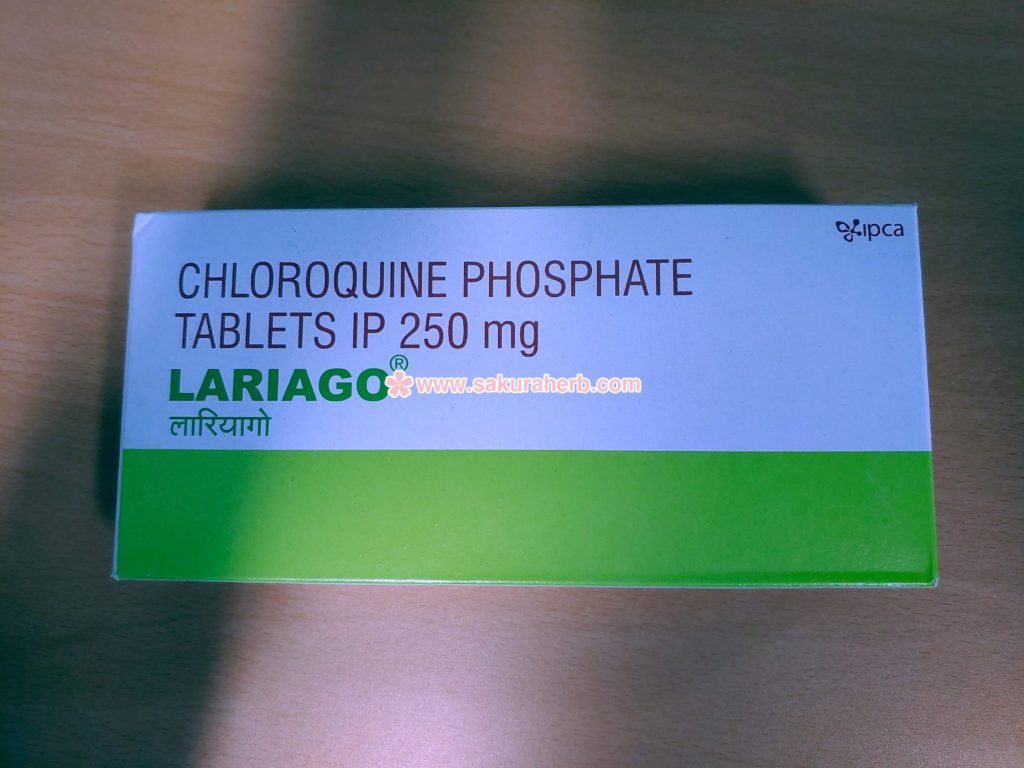 ipca
CHLOROQUINE PHOSPHATE
TABLETS IP 250 mg
LARIAGO®
www.sakuraherb.com
लारियागो